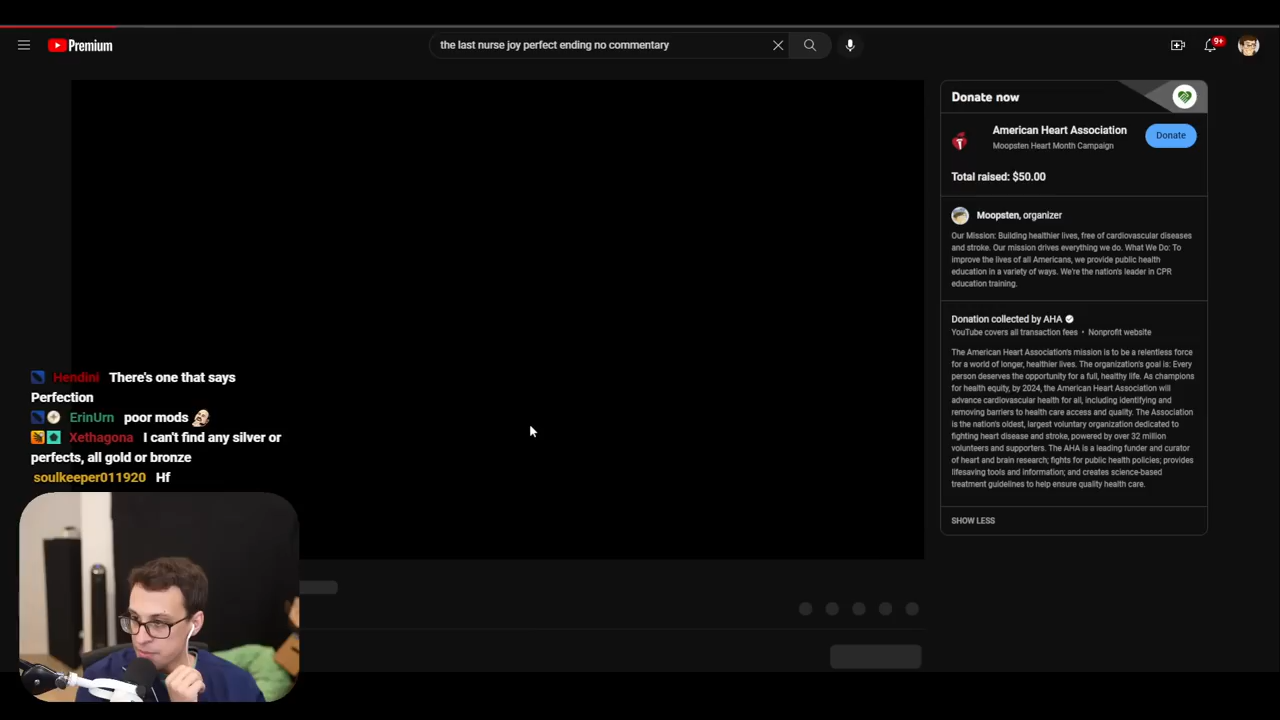 Premium
the last nurse joy perfect ending no commentary
9+
Donate now
American Heart Association
Moopsten Heart Month Campaign
Donate
Total raised: $50.00
Moopsten, organizer
Our Mission: Building healthier lives, free of cardiovascular diseases
and stroke. Our mission drives everything we do. What We Do: To
improve the lives of all Americans, we provide public health
education in a variety of ways. We're the nation's leader in CPR
education training.
Donation collected by AHA
YouTube covers all transaction fees • Nonprofit website
The American Heart Association's mission is to be a relentless force
for a world of longer, healthier lives. The organization's goal is: Every
person deserves the opportunity for a full, healthy life. As champions
for health equity, by 2024, the American Heart Association will
advance cardiovascular health for all, including identifying and
removing barriers to health care access and quality. The Association
is the nation's oldest, largest voluntary organization dedicated to
fighting heart disease and stroke, powered by over 32 million
volunteers and supporters. The AHA is a leading funder and curator
of heart and brain research; fights for public health policies; provides
lifesaving tools and information; and creates science-based
treatment guidelines to help ensure quality health care.
SHOW LESS
Hendini There's one that says
Perfection
ErinUrn poor mods
Xethagona I can't find any silver or
perfects, all gold or bronze
soulkeeper011920 Hf